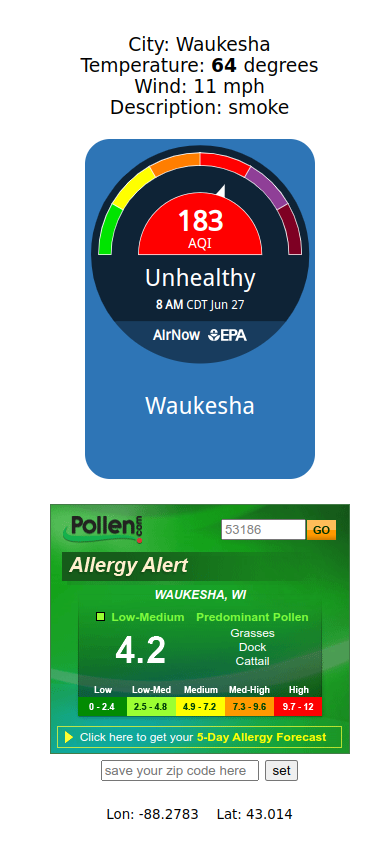 City: Waukesha
Temperature: 64 degrees
Wind: 11 mph
Description: smoke
183
AQI
Unhealthy
8 AM CDT Jun 27
AirNow EPA
Waukesha
Pollen.com
53186 GO
Allergy Alert
WAUKESHA, WI
Low-Medium Predominant Pollen
4.2
Grasses
Dock
Cattail
Low Low-Med Medium Med-High High
0 - 2.4 2.5 - 4.8 4.9 - 7.2 7.3 - 9.6 9.7 - 12
Click here to get your 5-Day Allergy Forecast
save your zip code here set
Lon: -88.2783 Lat: 43.014